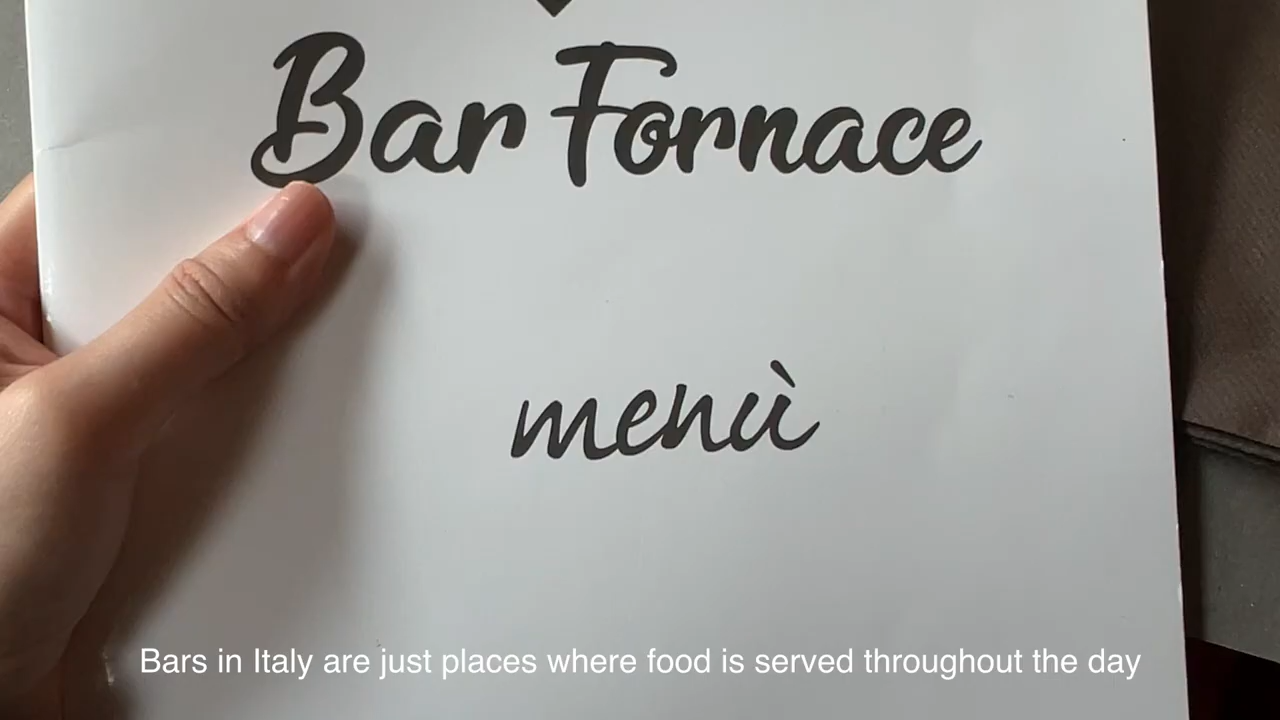 Bar Fornace
menù
Bars in Italy are just places where food is served throughout the day